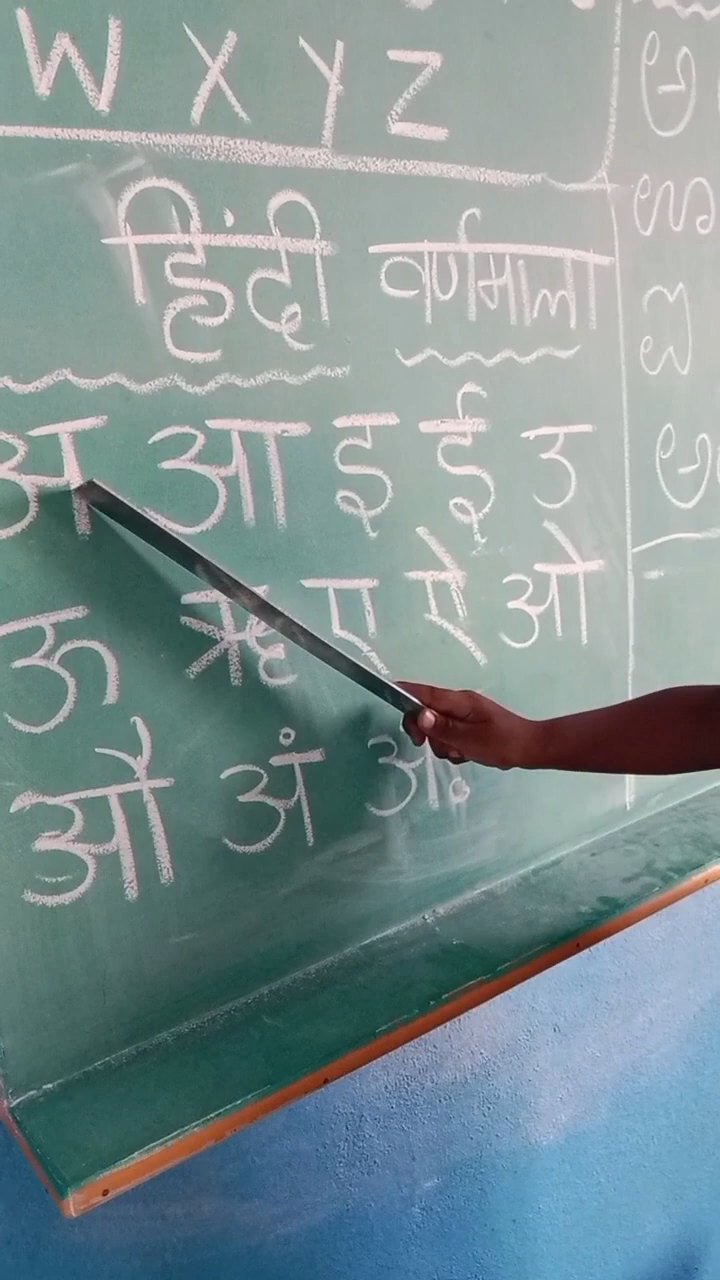 W X Y Z
हिंदी वर्णमाला
अ आ इ ई उ
ऊ ऋ ए ऐ ओ
औ अं अः